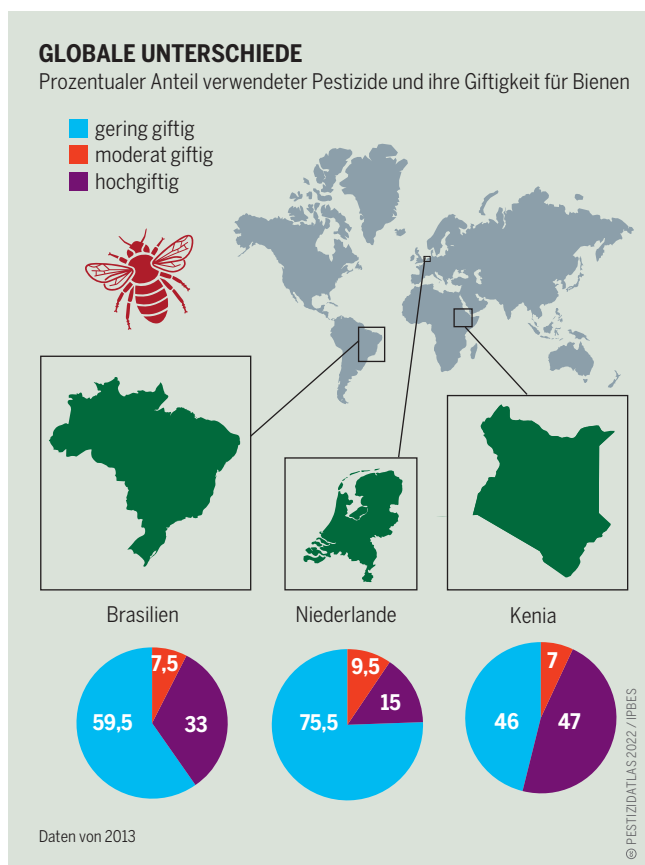 GLOBALE UNTERSCHIEDE
Prozentualer Anteil verwendeter Pestizide und ihre Giftigkeit für Bienen
gering giftig
moderat giftig
hochgiftig
Brasilien
7,5
59,5
33
Niederlande
9,5
15
75,5
Kenia
7
46
47
Daten von 2013
PESTIZIDATLAS 2022 / IPBES